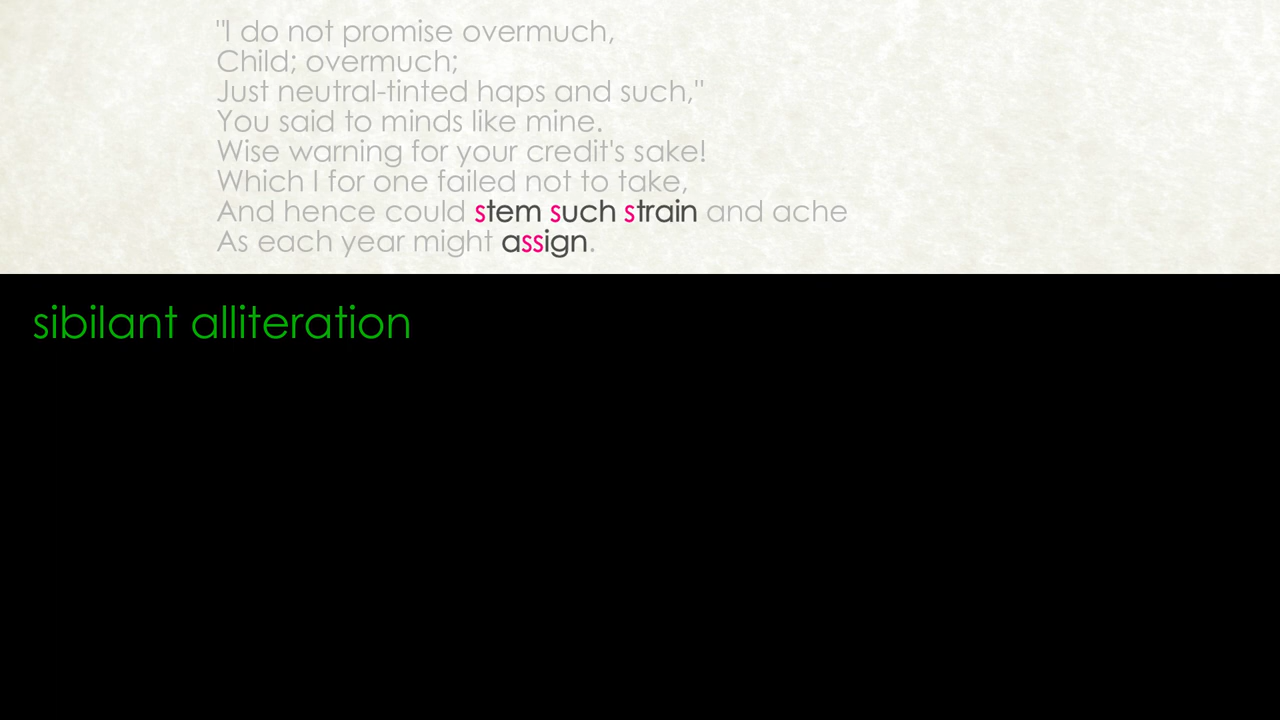 "I do not promise overmuch,
Child; overmuch;
Just neutral-tinted haps and such,"
You said to minds like mine.
Wise warning for your credit's sake!
Which I for one failed not to take,
And hence could stem such strain and ache
As each year might assign.
sibilant alliteration